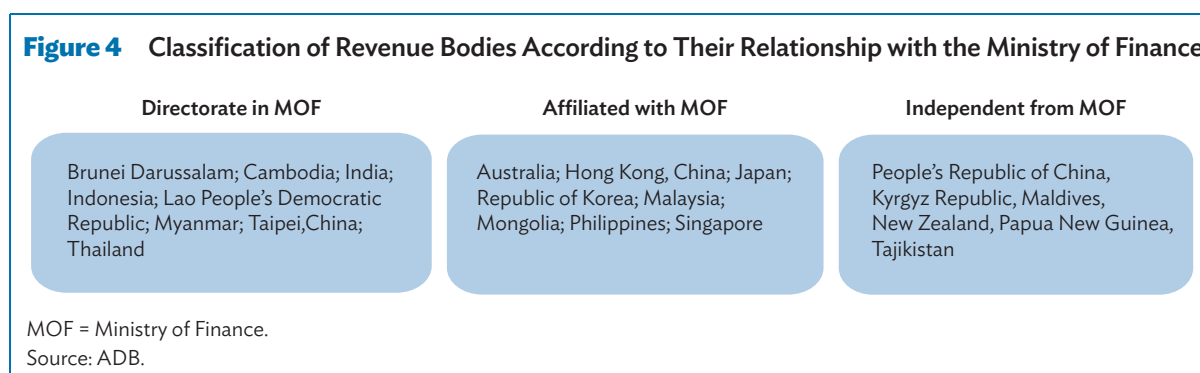 Figure 4 Classification of Revenue Bodies According to Their Relationship with the Ministry of Finance
Directorate in MOF
Brunei Darussalam; Cambodia; India;
Indonesia; Lao People's Democratic
Republic; Myanmar; Taipei,China;
Thailand
Affiliated with MOF
Australia; Hong Kong, China; Japan;
Republic of Korea; Malaysia;
Mongolia; Philippines; Singapore
Independent from MOF
People's Republic of China,
Kyrgyz Republic, Maldives,
New Zealand, Papua New Guinea,
Tajikistan
MOF = Ministry of Finance.
Source: ADB.